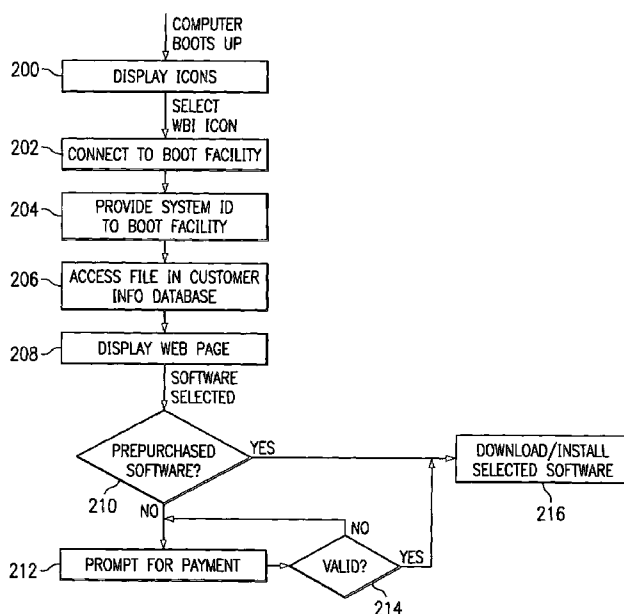 COMPUTER
BOOTS UP
200
DISPLAY ICONS
SELECT
WBI ICON
202
CONNECT TO BOOT FACILITY
204
PROVIDE SYSTEM ID
TO BOOT FACILITY
206
ACCESS FILE IN CUSTOMER
INFO DATABASE
208
DISPLAY WEB PAGE
SOFTWARE
SELECTED
PREPURCHASED
SOFTWARE?
YES
210
NO
DOWNLOAD/INSTALL
SELECTED SOFTWARE
216
NO
212
PROMPT FOR PAYMENT
VALID?
YES
214